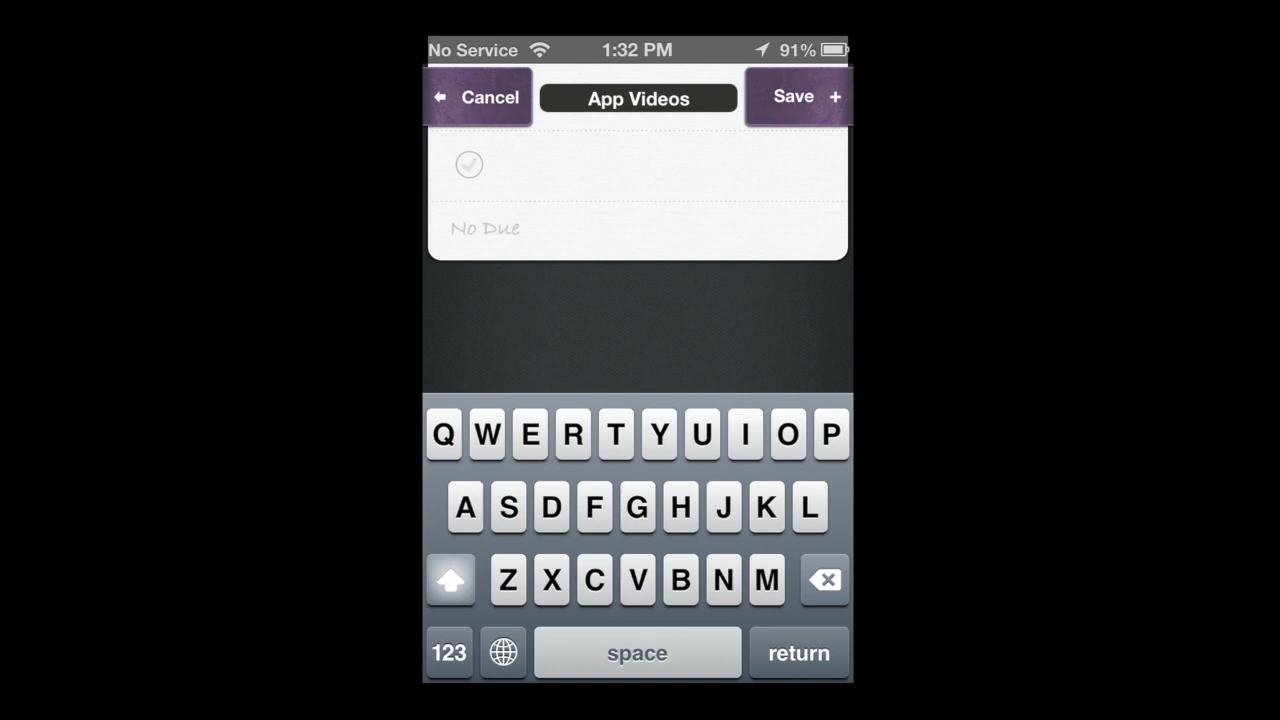 No Service 1:32 PM 91%
Cancel App Videos Save +
No Due
Q W E R T Y U I O P
A S D F G H J K L
Z X C V B N M
123 space return